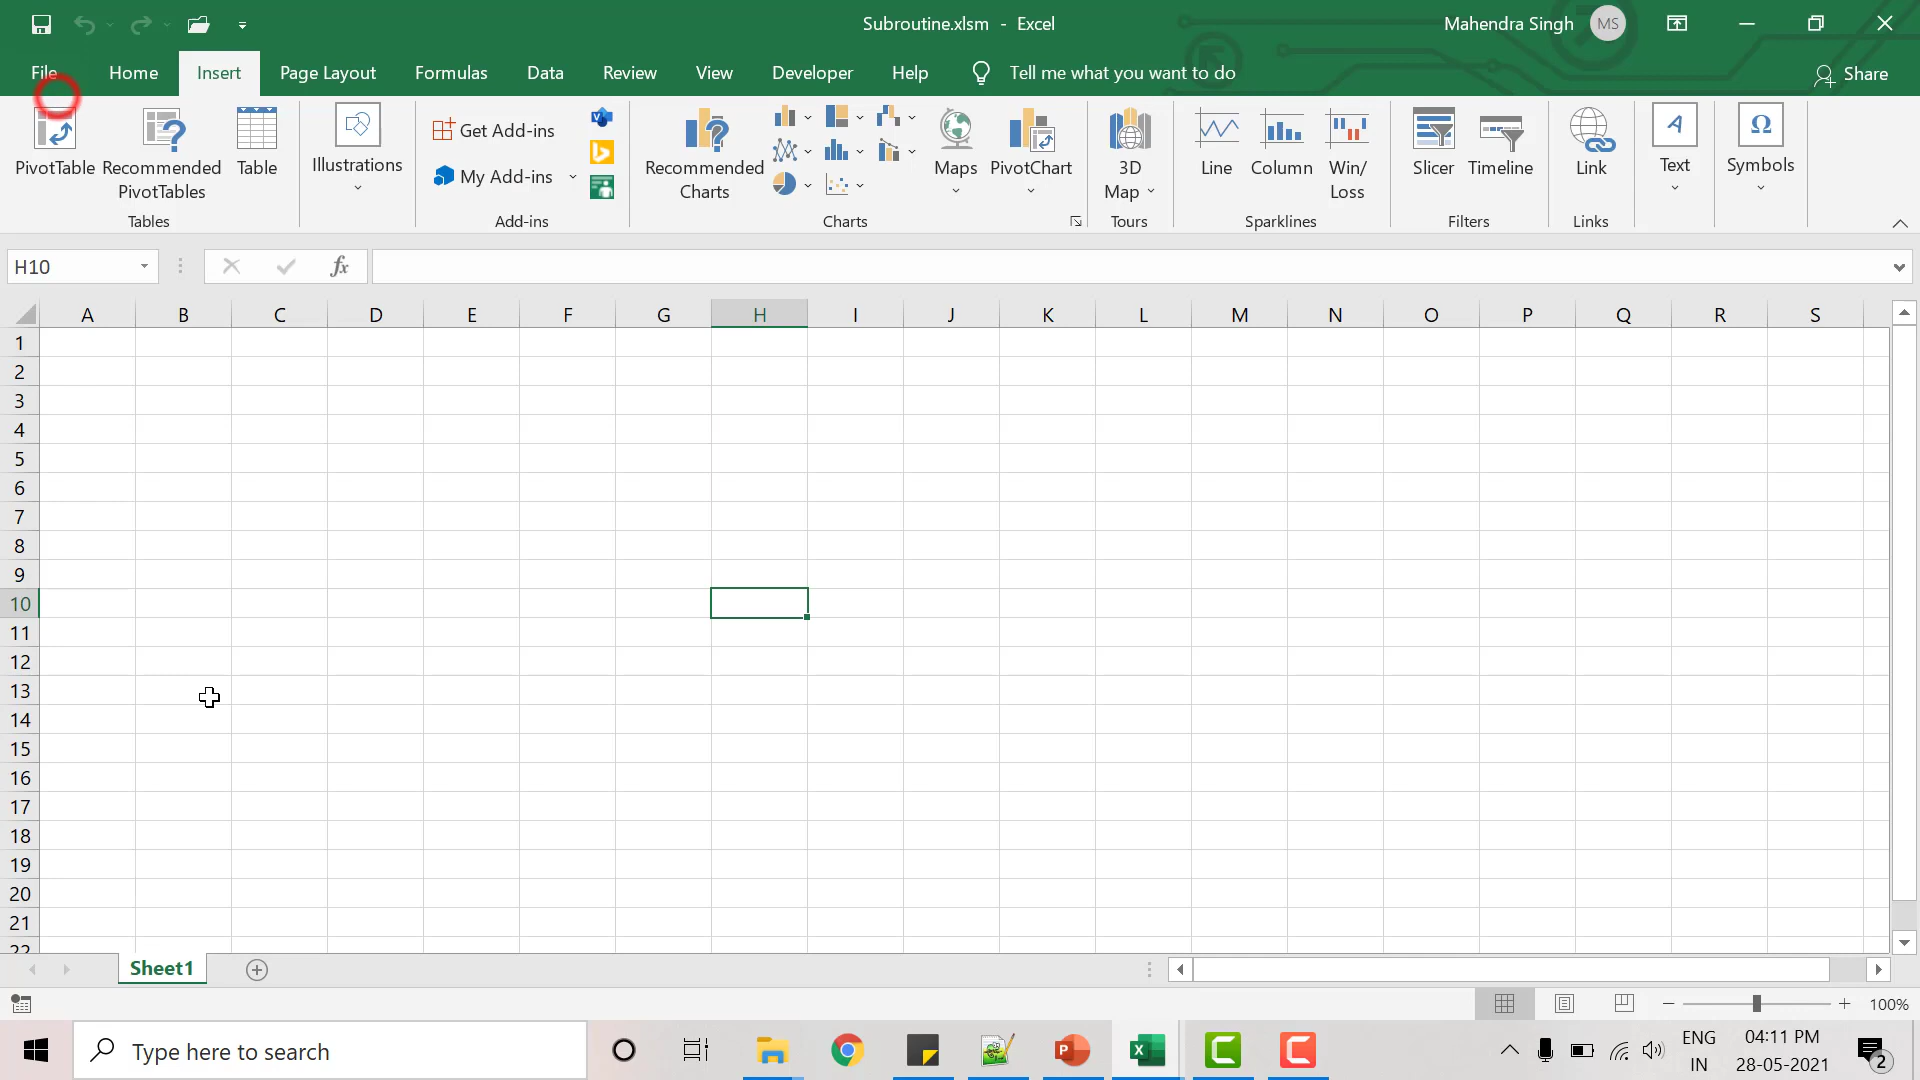 Subroutine.xlsm - Excel
Mahendra Singh MS
File Home Insert Page Layout Formulas Data Review View Developer Help Tell me what you want to do Share
PivotTable
Recommended
PivotTables
Table
Tables
Illustrations
Get Add-ins
My Add-ins
Add-ins
Recommended
Charts
Maps
PivotChart
Charts
3D
Map
Tours
Line
Column
Win/
Loss
Sparklines
Slicer
Timeline
Filters
Link
Links
A
Text
Ω
Symbols
H10 fx
A B C D E F G H I J K L M N O P Q R S
1
2
3
4
5
6
7
8
9
10
11
12
13
14
15
16
17
18
19
20
21
22
Sheet1
100%
Type here to search
ENG
IN
04:11 PM
28-05-2021
2